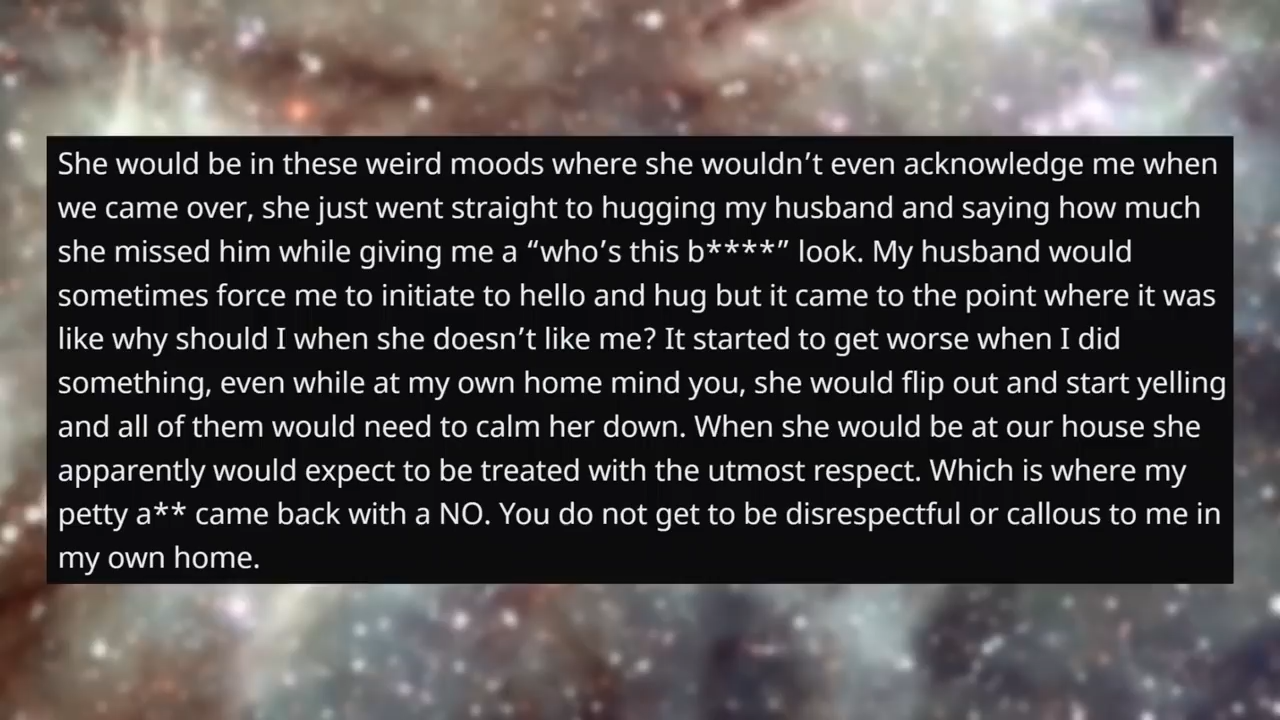 She would be in these weird moods where she wouldn’t even acknowledge me when
we came over, she just went straight to hugging my husband and saying how much
she missed him while giving me a “who’s this b****” look. My husband would
sometimes force me to initiate to hello and hug but it came to the point where it was
like why should I when she doesn’t like me? It started to get worse when I did
something, even while at my own home mind you, she would flip out and start yelling
and all of them would need to calm her down. When she would be at our house she
apparently would expect to be treated with the utmost respect. Which is where my
petty a** came back with a NO. You do not get to be disrespectful or callous to me in
my own home.